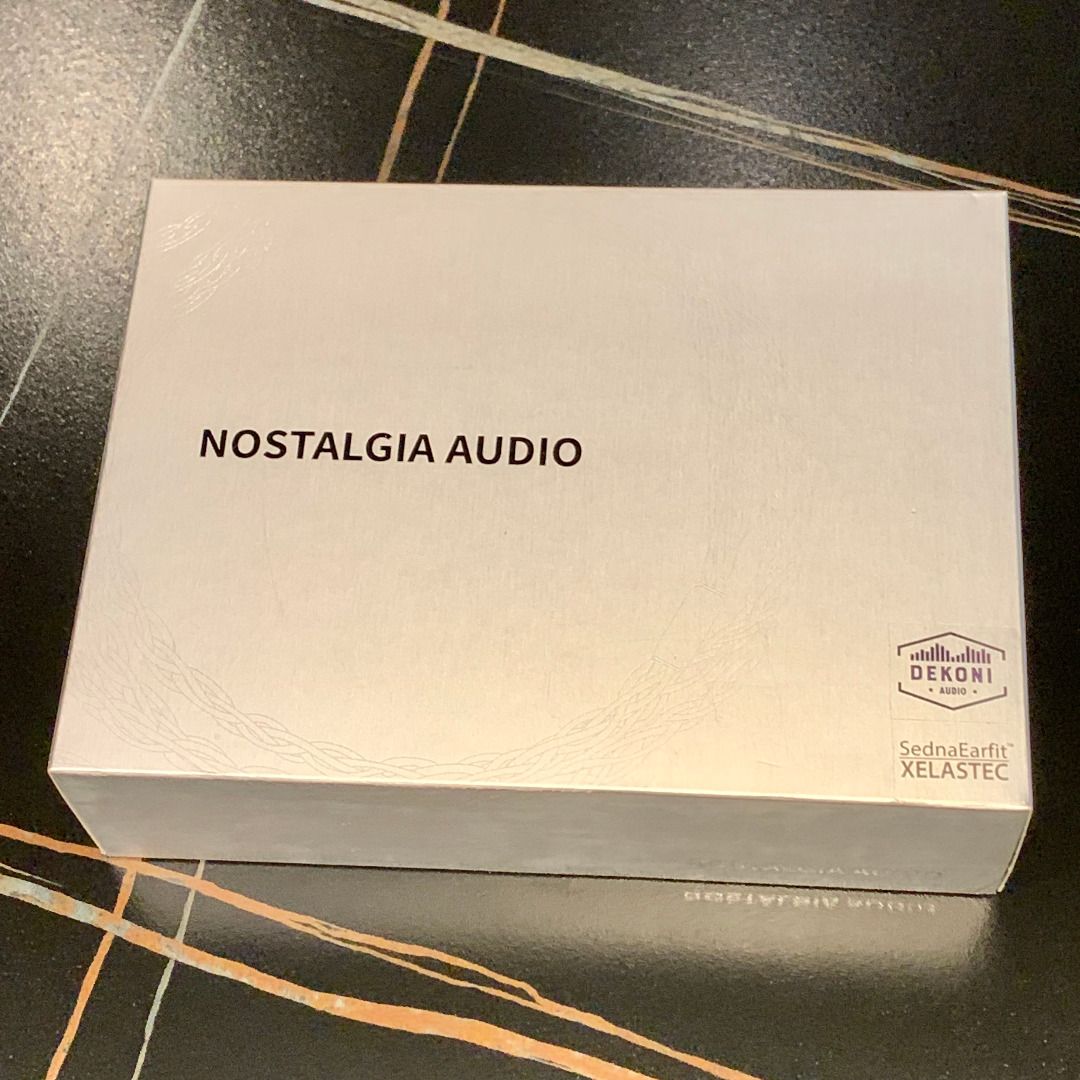 NOSTALGIA AUDIO
DEKONI
• AUDIO •
SednaEarfit™
XELASTEC